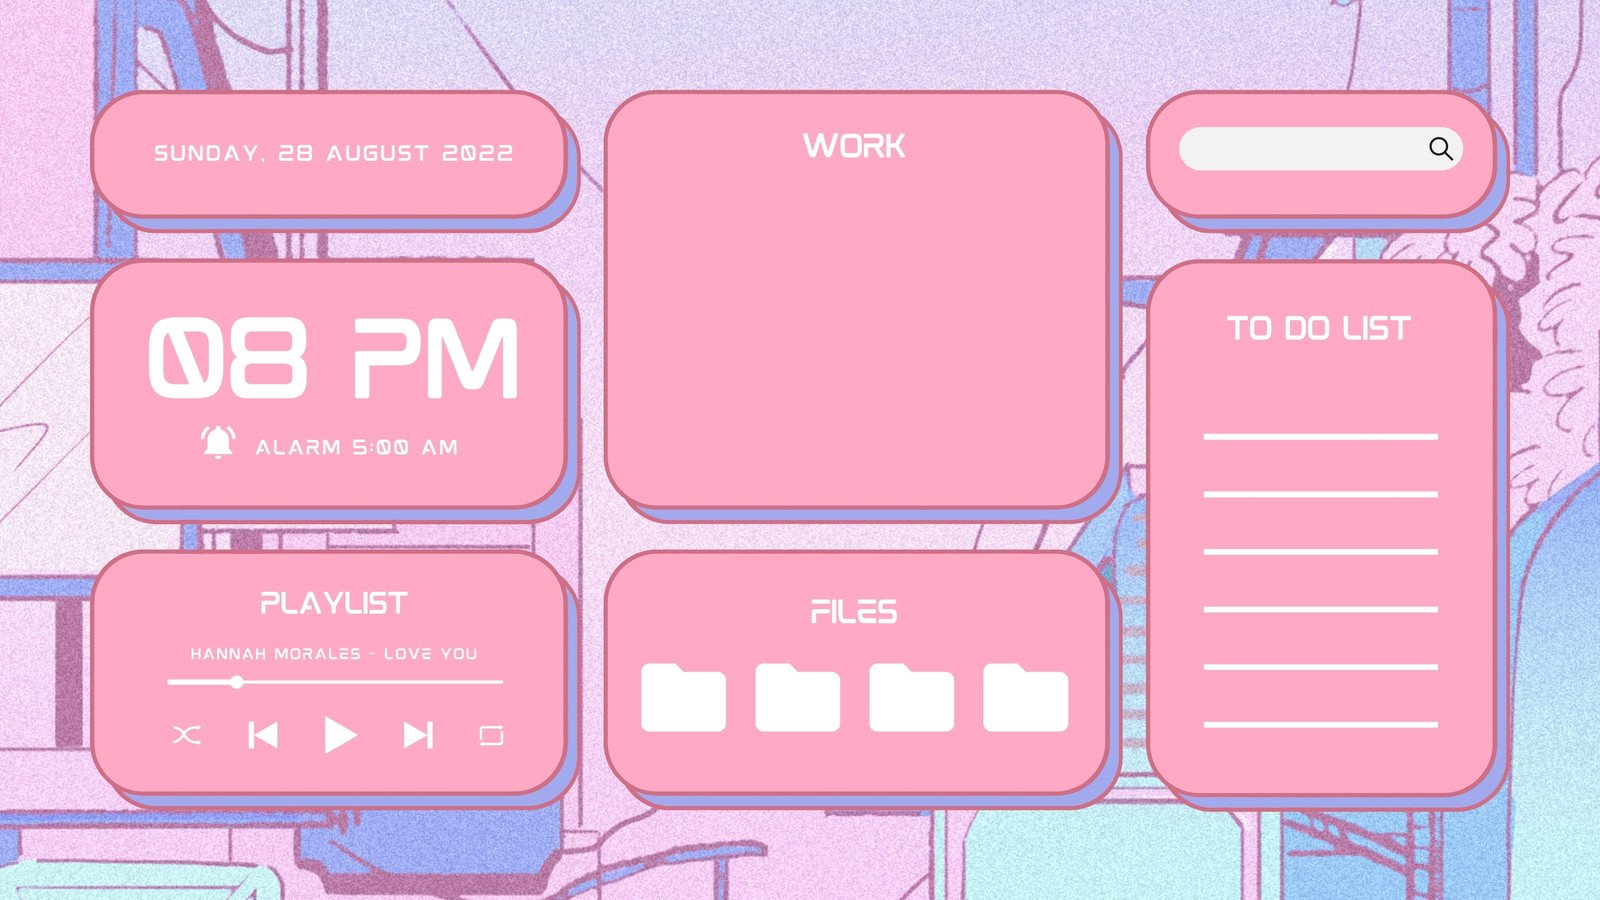 SUNDAY, 28 AUGUST 2022
08 PM
ALARM 5:00 AM
PLAYLIST
HANNAH MORALES - LOVE YOU
WORK
FILES
TO DO LIST